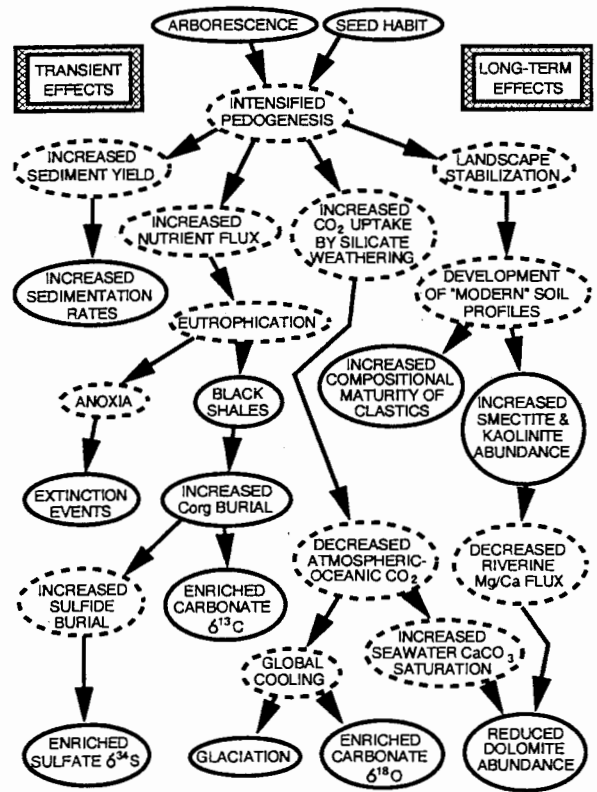 ARBORESCENCE
SEED HABIT
TRANSIENT
EFFECTS
LONG-TERM
EFFECTS
INTENSIFIED
PEDOGENESIS
INCREASED
SEDIMENT YIELD
LANDSCAPE
STABILIZATION
INCREASED
NUTRIENT FLUX
INCREASED
CO₂ UPTAKE
BY SILICATE
WEATHERING
INCREASED
SEDIMENTATION
RATES
DEVELOPMENT
OF "MODERN" SOIL
PROFILES
EUTROPHICATION
INCREASED
COMPOSITIONAL
MATURITY OF
CLASTICS
ANOXIA
BLACK
SHALES
INCREASED
SMECTITE &
KAOLINITE
ABUNDANCE
EXTINCTION
EVENTS
INCREASED
Corg BURIAL
DECREASED
ATMOSPHERIC-
OCEANIC CO₂
DECREASED
RIVERINE
Mg/Ca FLUX
INCREASED
SULFIDE
BURIAL
ENRICHED
CARBONATE
δ¹³C
INCREASED
SEAWATER CaCO₃
SATURATION
GLOBAL
COOLING
ENRICHED
SULFATE δ³⁴S
GLACIATION
ENRICHED
CARBONATE
δ¹⁸O
REDUCED
DOLOMITE
ABUNDANCE